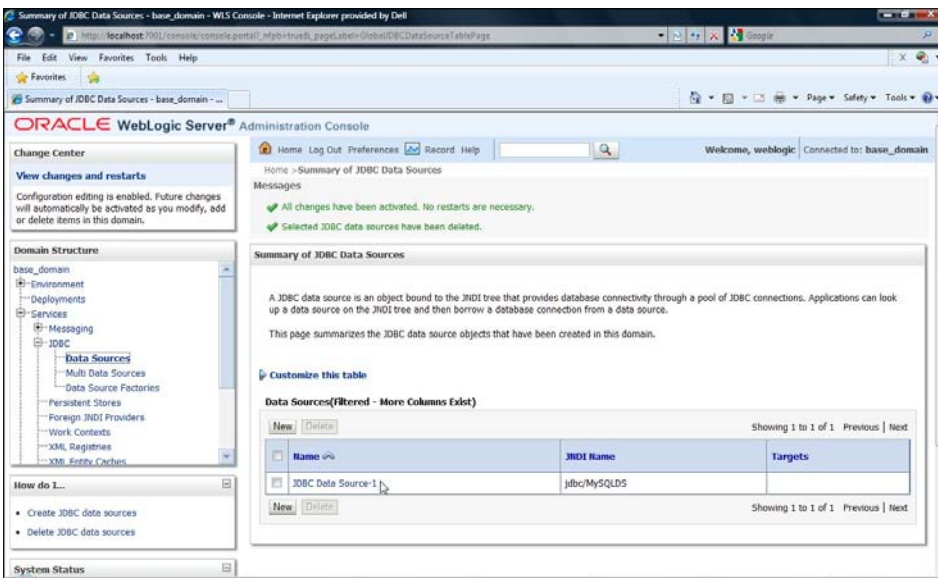 Summary of JDBC Data Sources - base_domain - WLS Console - Internet Explorer provided by Dell
http://localhost:7001/console/console.portal?_nfpb=true&_pageLabel=GlobalJDBCDataSourceTablePage
Google
File Edit View Favorites Tools Help
Favorites
Summary of JDBC Data Sources - base_domain - ...
Page Safety Tools
ORACLE WebLogic Server® Administration Console
Change Center
View changes and restarts
Configuration editing is enabled. Future changes
will automatically be activated as you modify, add
or delete items in this domain.
Domain Structure
base_domain
Environment
Deployments
Services
Messaging
JDBC
Data Sources
Multi Data Sources
Data Source Factories
Persistent Stores
Foreign JNDI Providers
Work Contexts
XML Registries
XML Entity Caches
How do I...
Create JDBC data sources
Delete JDBC data sources
System Status
Home Log Out Preferences Record Help
Welcome, weblogic Connected to: base_domain
Home >Summary of JDBC Data Sources
Messages
All changes have been activated. No restarts are necessary.
Selected JDBC data sources have been deleted.
Summary of JDBC Data Sources
A JDBC data source is an object bound to the JNDI tree that provides database connectivity through a pool of JDBC connections. Applications can look
up a data source on the JNDI tree and then borrow a database connection from a data source.
This page summarizes the JDBC data source objects that have been created in this domain.
Customize this table
Data Sources(Filtered - More Columns Exist)
New Delete Showing 1 to 1 of 1 Previous | Next
Name JNDI Name Targets
JDBC Data Source-1 jdbc/MySQLDS
New Delete Showing 1 to 1 of 1 Previous | Next